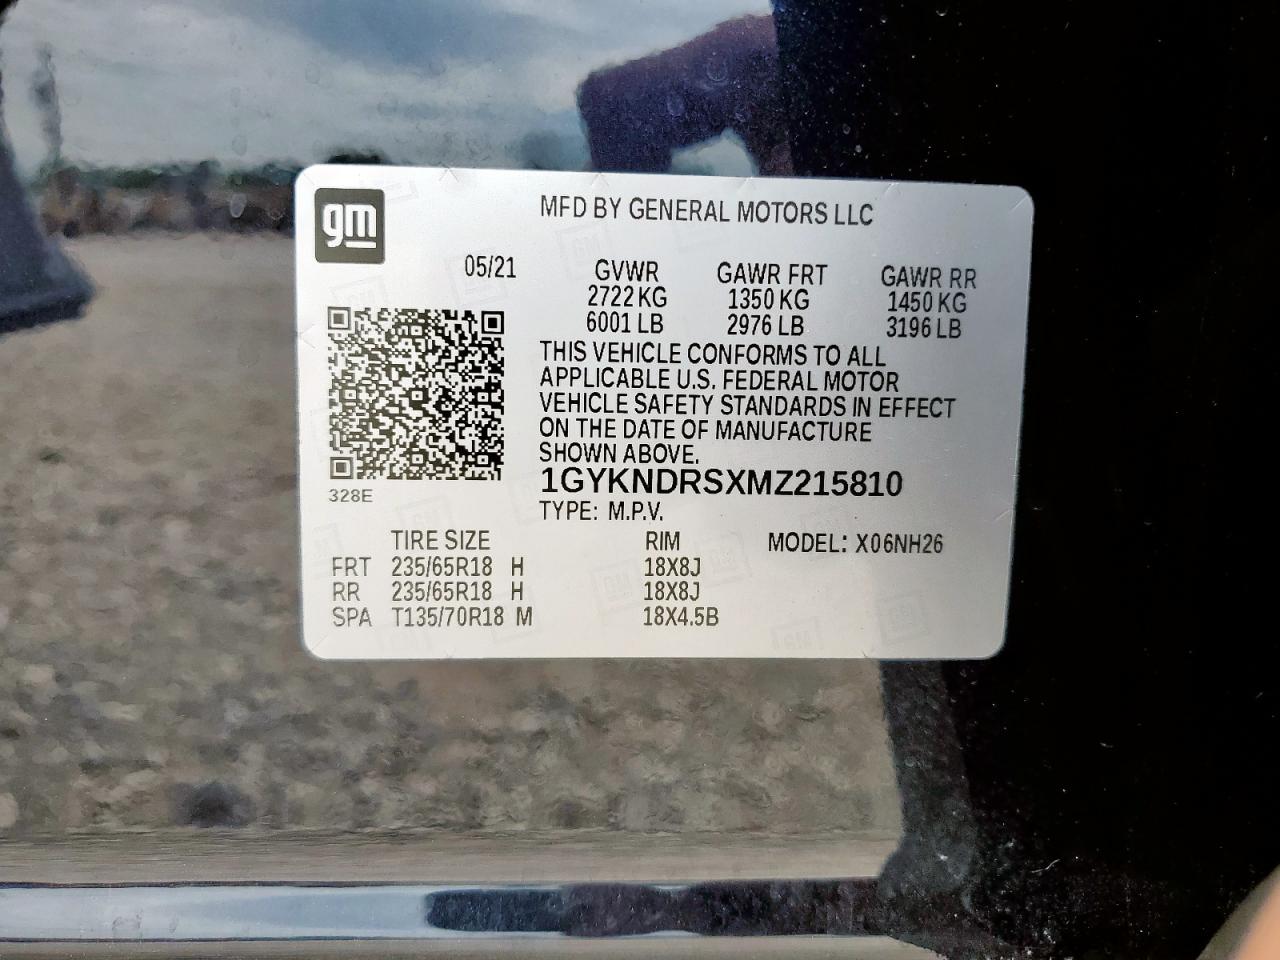 gm
MFD BY GENERAL MOTORS LLC
05/21 GVWR GAWR FRT GAWR RR
2722 KG 1350 KG 1450 KG
6001 LB 2976 LB 3196 LB
THIS VEHICLE CONFORMS TO ALL
APPLICABLE U.S. FEDERAL MOTOR
VEHICLE SAFETY STANDARDS IN EFFECT
ON THE DATE OF MANUFACTURE
SHOWN ABOVE.
1GYKNDRSXMZ215810
328E
TYPE: M.P.V.
TIRE SIZE RIM MODEL: X06NH26
FRT 235/65R18 H 18X8J
RR 235/65R18 H 18X8J
SPA T135/70R18 M 18X4.5B